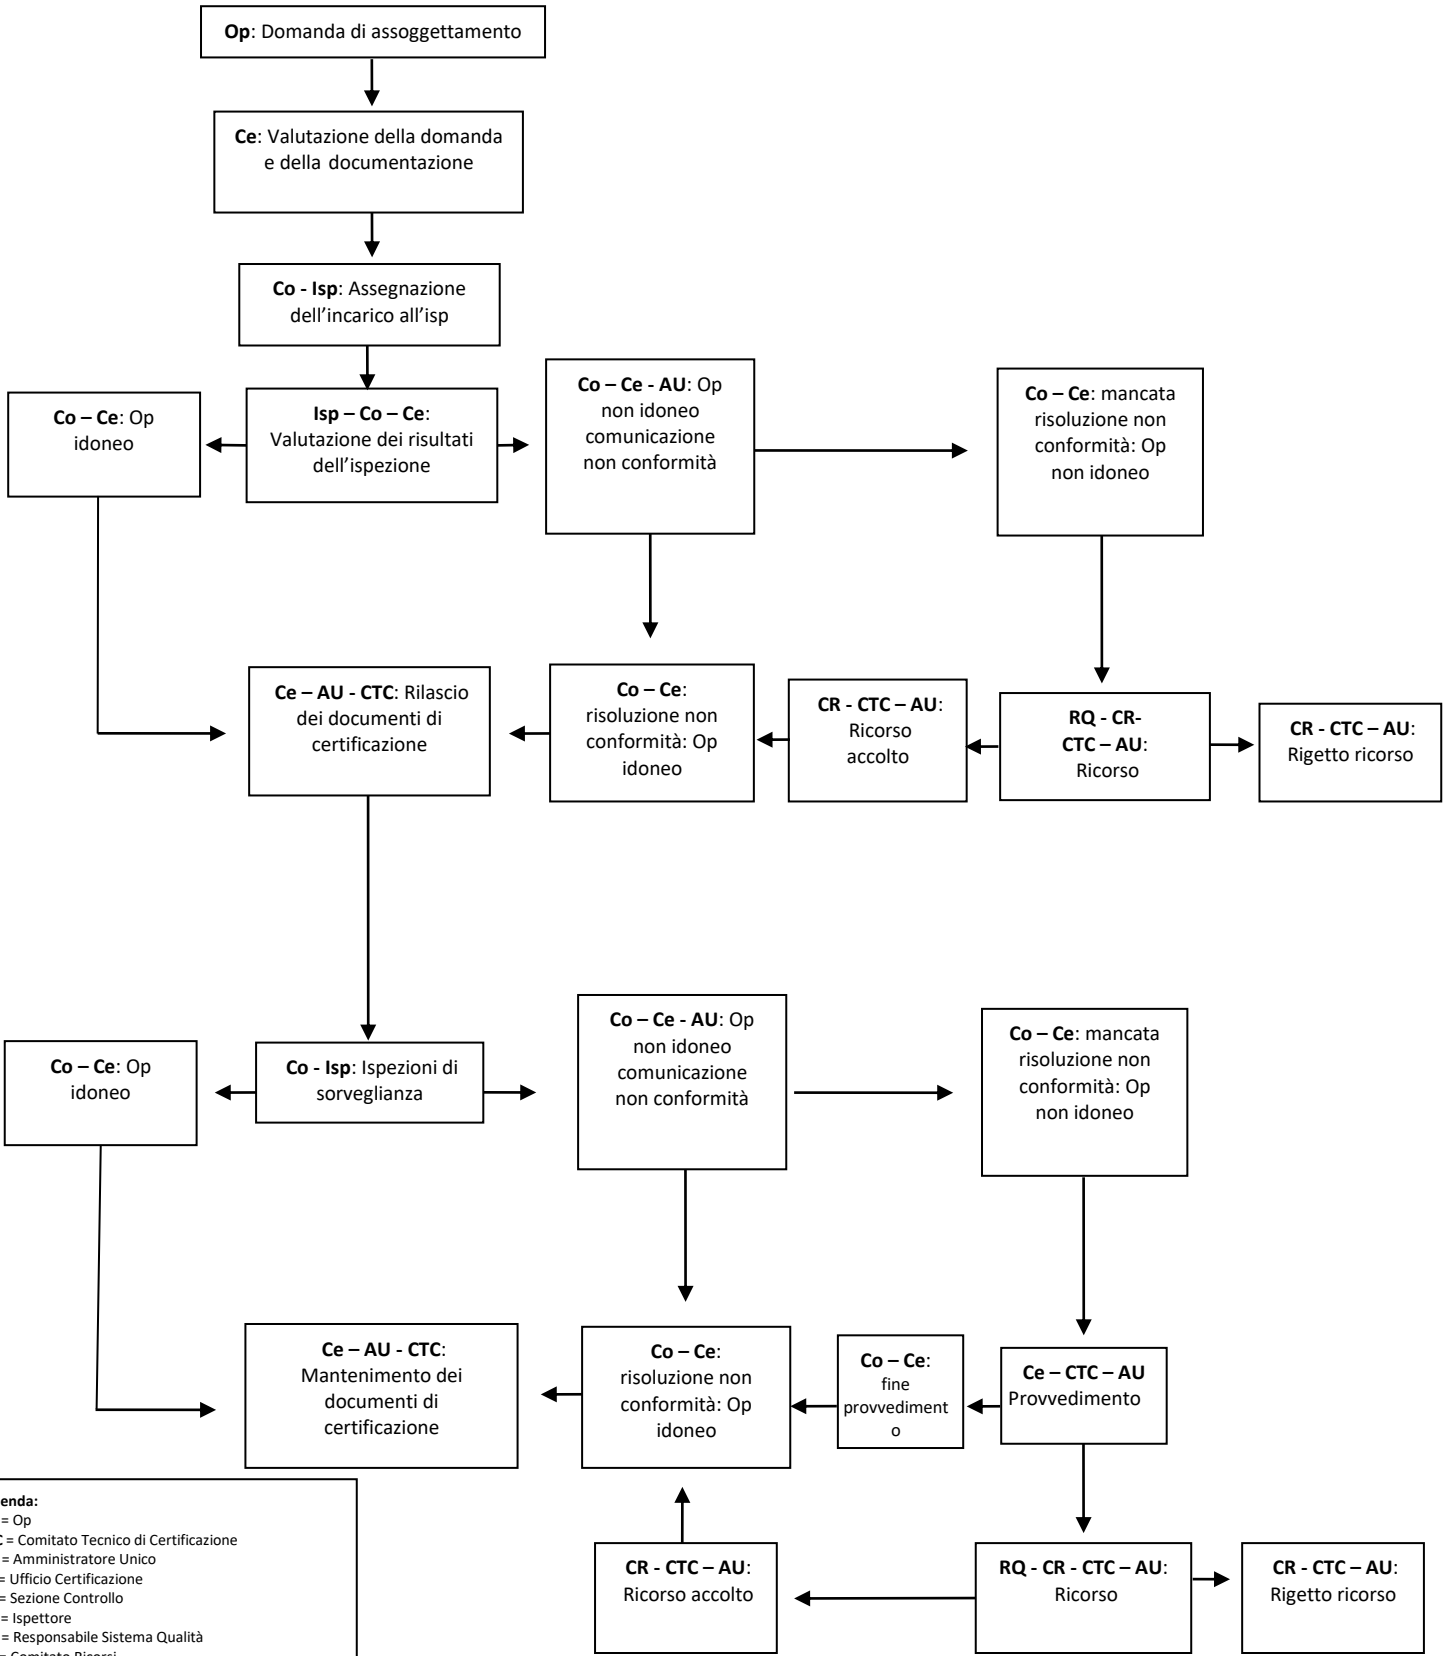 Op: Domanda di assoggettamento
Ce: Valutazione della domanda
e della documentazione
Co - Isp: Assegnazione
dell'incarico all'isp
Co – Ce: Op
idoneo
Isp – Co – Ce:
Valutazione dei risultati
dell'ispezione
Co – Ce - AU: Op
non idoneo
comunicazione
non conformità
Co – Ce: mancata
risoluzione non
conformità: Op
non idoneo
Ce – AU - CTC: Rilascio
dei documenti di
certificazione
Co – Ce:
risoluzione non
conformità: Op
idoneo
CR - CTC – AU:
Ricorso
accolto
RQ - CR-
CTC – AU:
Ricorso
CR - CTC – AU:
Rigetto ricorso
Co – Ce: Op
idoneo
Co - Isp: Ispezioni di
sorveglianza
Co – Ce - AU: Op
non idoneo
comunicazione
non conformità
Co – Ce: mancata
risoluzione non
conformità: Op
non idoneo
Ce – AU - CTC:
Mantenimento dei
documenti di
certificazione
Co – Ce:
risoluzione non
conformità: Op
idoneo
Co – Ce:
fine
provvediment
o
Ce – CTC – AU
Provvedimento
CR - CTC – AU:
Ricorso accolto
RQ - CR - CTC – AU:
Ricorso
CR - CTC – AU:
Rigetto ricorso
enda:
= Op
C = Comitato Tecnico di Certificazione
= Amministratore Unico
= Ufficio Certificazione
= Sezione Controllo
= Ispettore
= Responsabile Sistema Qualità
= Comitato Ricorsi